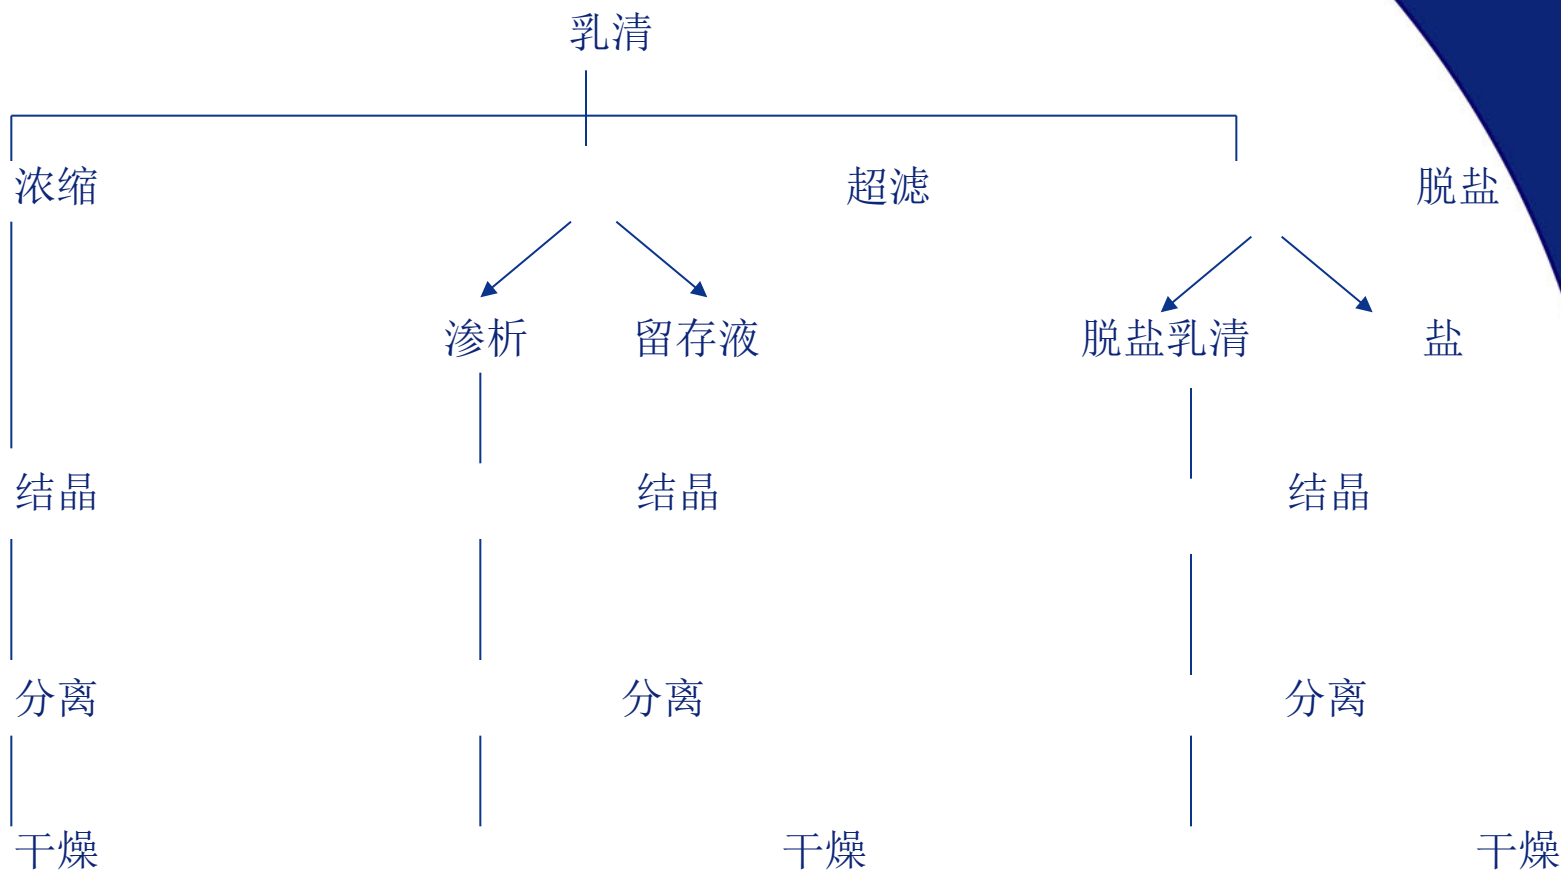 乳清
浓缩 超滤 脱盐
渗析 留存液 脱盐乳清 盐
结晶 结晶 结晶
分离 分离 分离
干燥 干燥 干燥